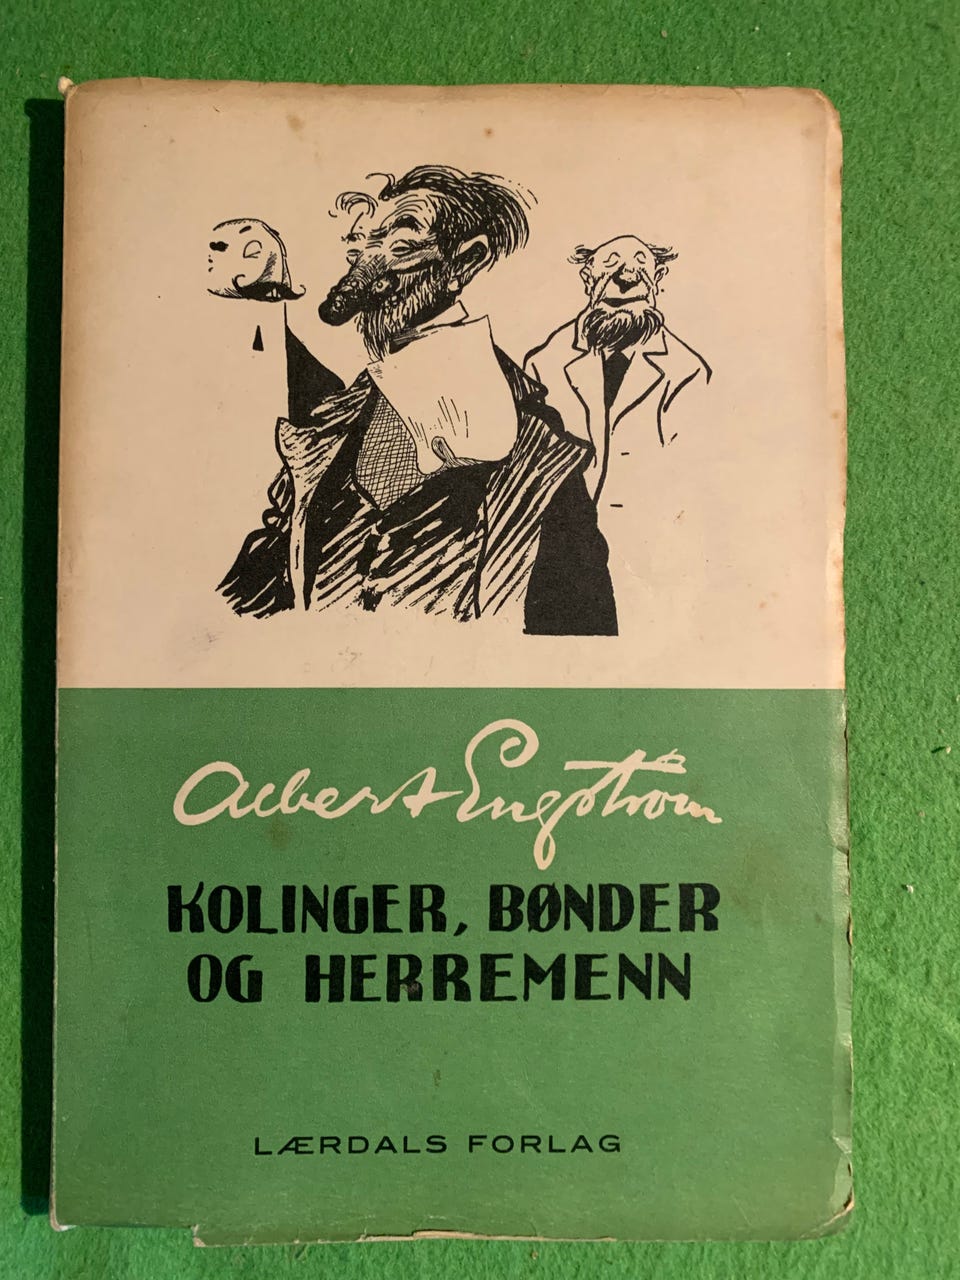 Albert Engström
KOLINGER, BØNDER
OG HERREMENN
LÆRDALS FORLAG